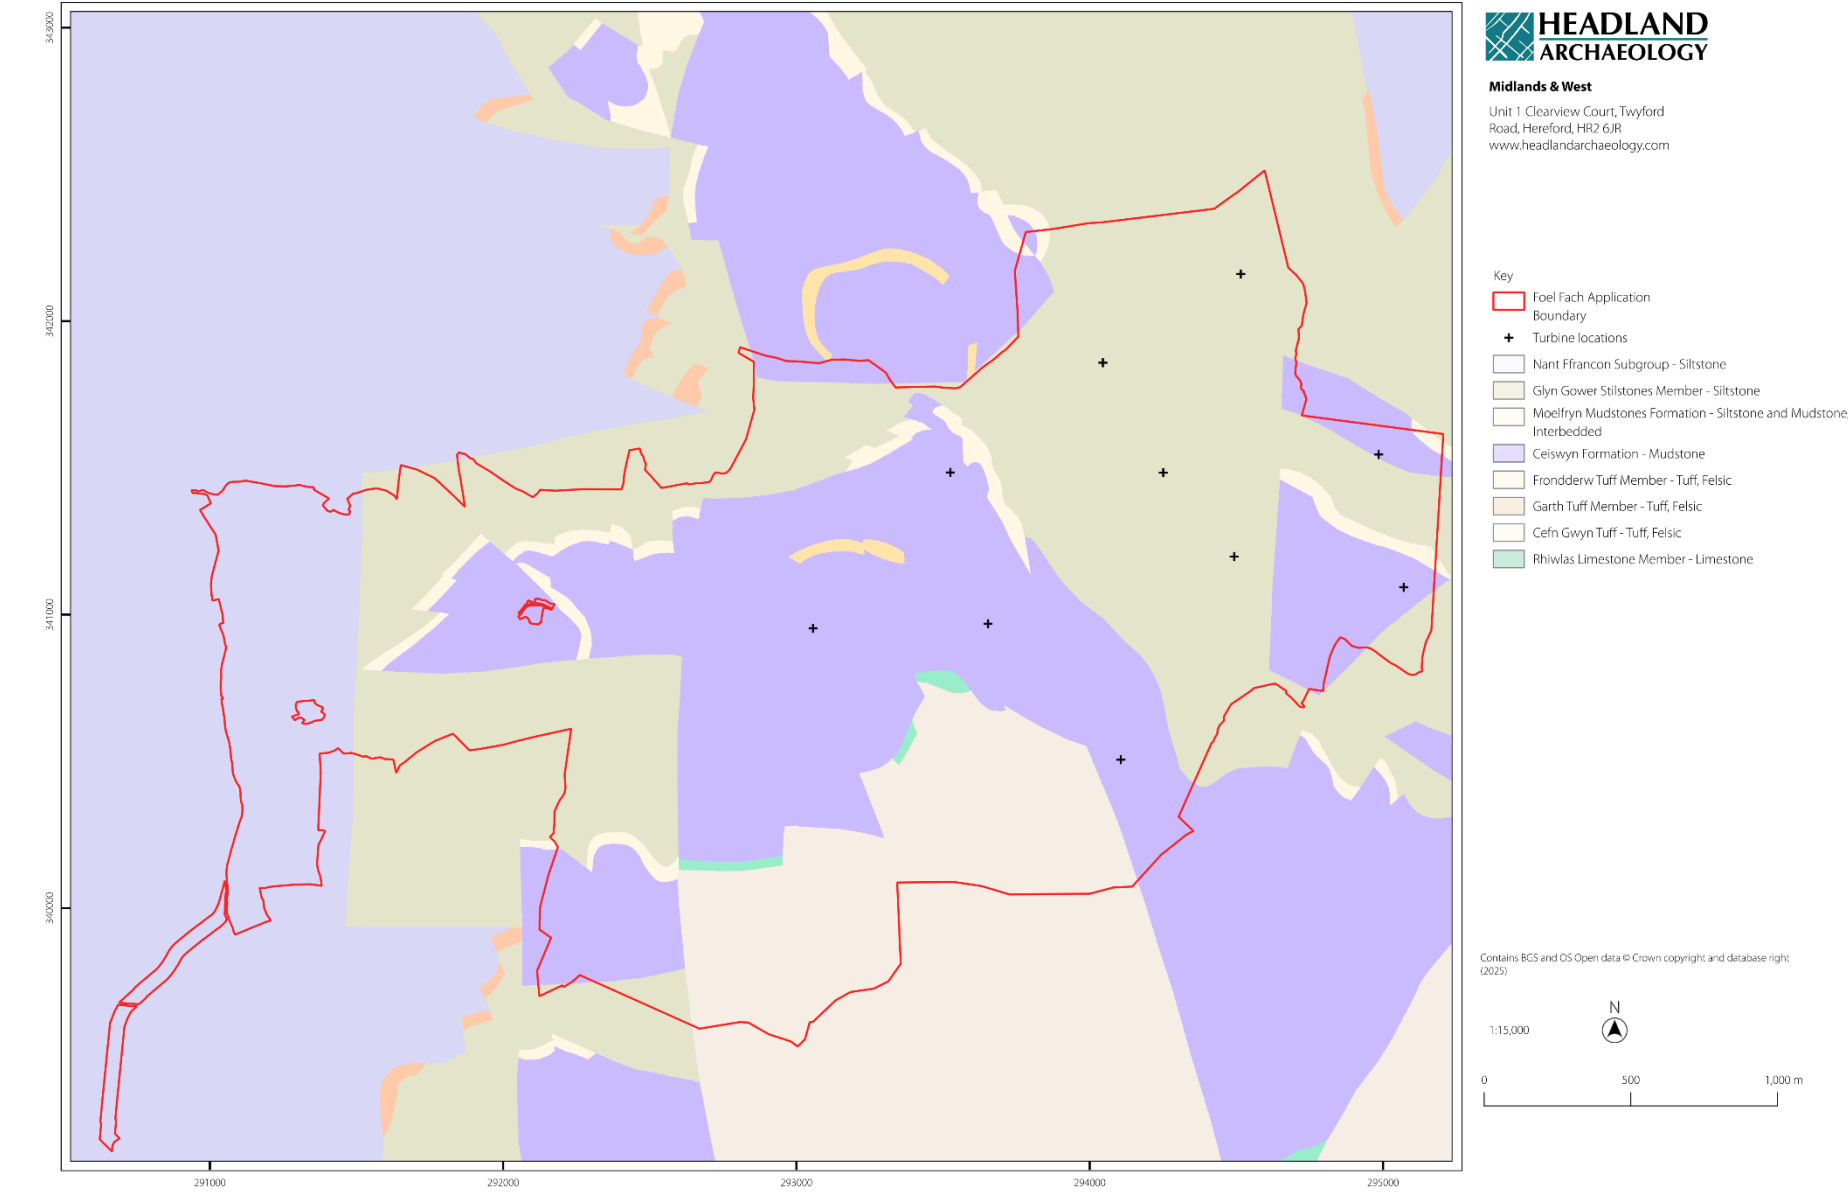 HEADLAND
ARCHAEOLOGY
Midlands & West
Unit 1 Clearview Court, Twyford
Road, Hereford, HR2 6JR
www.headlandarchaeology.com
Key
Foel Fach Application
Boundary
Turbine locations
Nant Ffrancon Subgroup - Siltstone
Glyn Gower Stilstones Member - Siltstone
Moelfryn Mudstones Formation - Siltstone and Mudstone,
Interbedded
Ceiswyn Formation - Mudstone
Frondderw Tuff Member - Tuff, Felsic
Garth Tuff Member - Tuff, Felsic
Cefn Gwyn Tuff - Tuff, Felsic
Rhiwlas Limestone Member - Limestone
Contains BGS and OS Open data © Crown copyright and database right
(2025)
N
1:15,000
0 500 1,000 m
343000
342000
341000
340000
291000 292000 293000 294000 295000